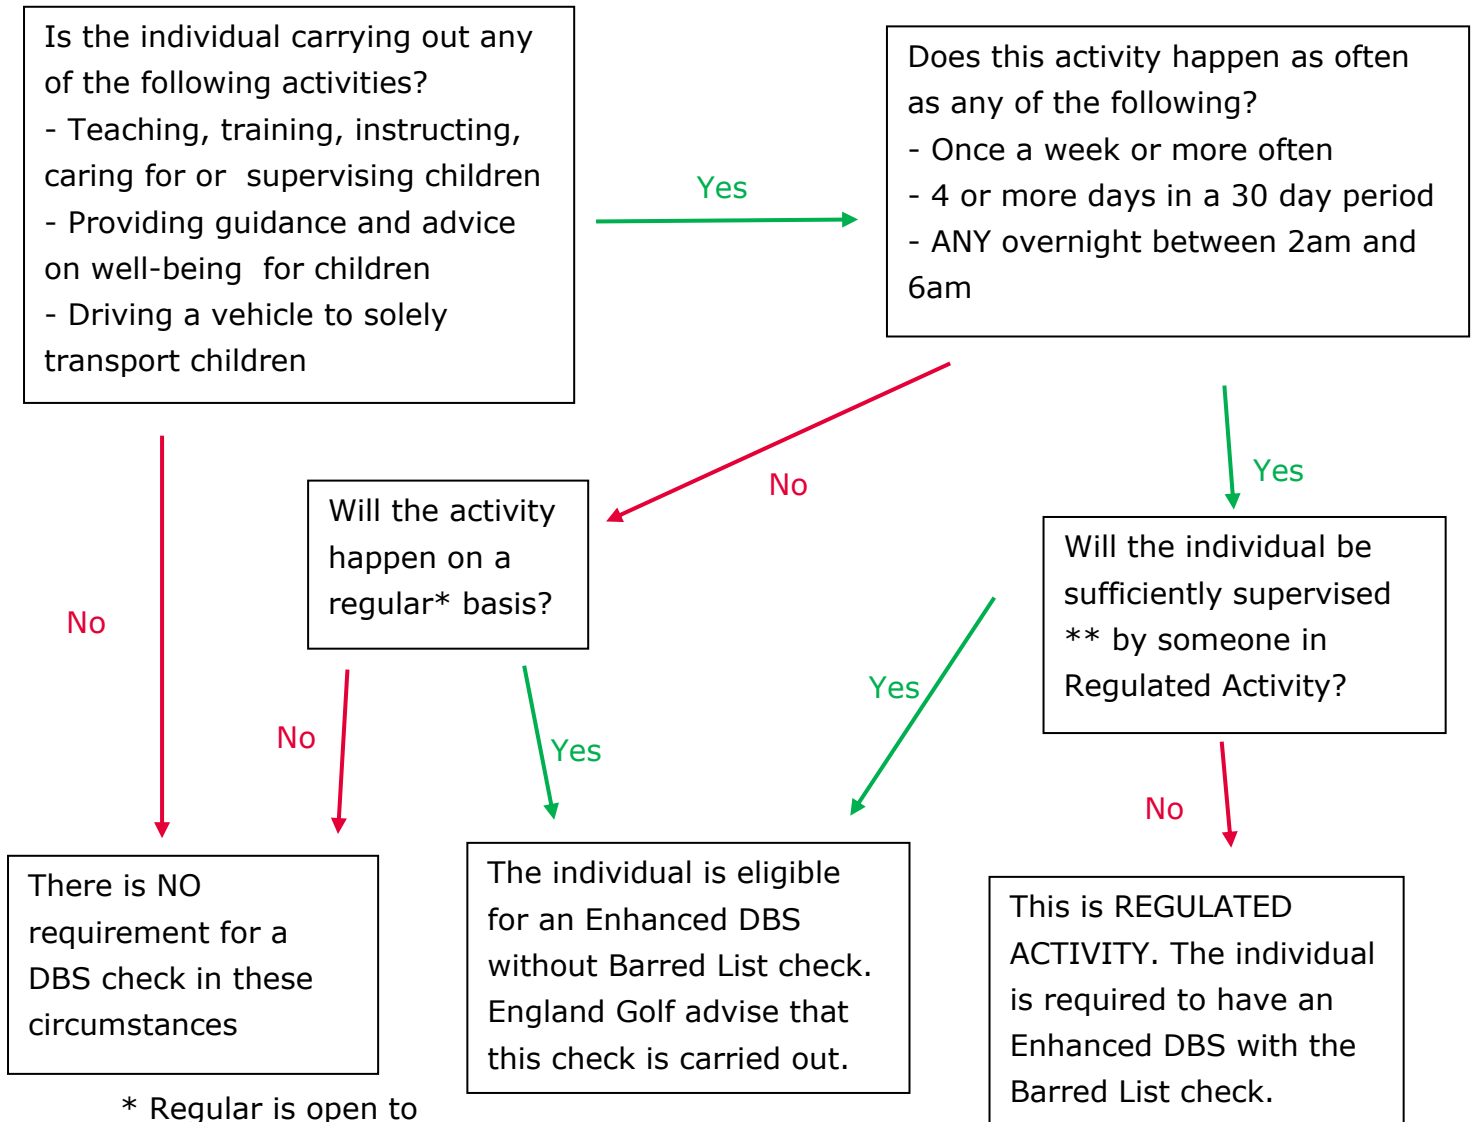 Is the individual carrying out any
of the following activities?
- Teaching, training, instructing,
caring for or  supervising children
- Providing guidance and advice
on well-being  for children
- Driving a vehicle to solely
transport children
Yes
Does this activity happen as often
as any of the following?
- Once a week or more often
- 4 or more days in a 30 day period
- ANY overnight between 2am and
6am
No
Yes
Will the activity
happen on a
regular* basis?
Will the individual be
sufficiently supervised
** by someone in
Regulated Activity?
No
No
Yes
Yes
No
There is NO
requirement for a
DBS check in these
circumstances
The individual is eligible
for an Enhanced DBS
without Barred List check.
England Golf advise that
this check is carried out.
This is REGULATED
ACTIVITY. The individual
is required to have an
Enhanced DBS with the
Barred List check.
* Regular is open to